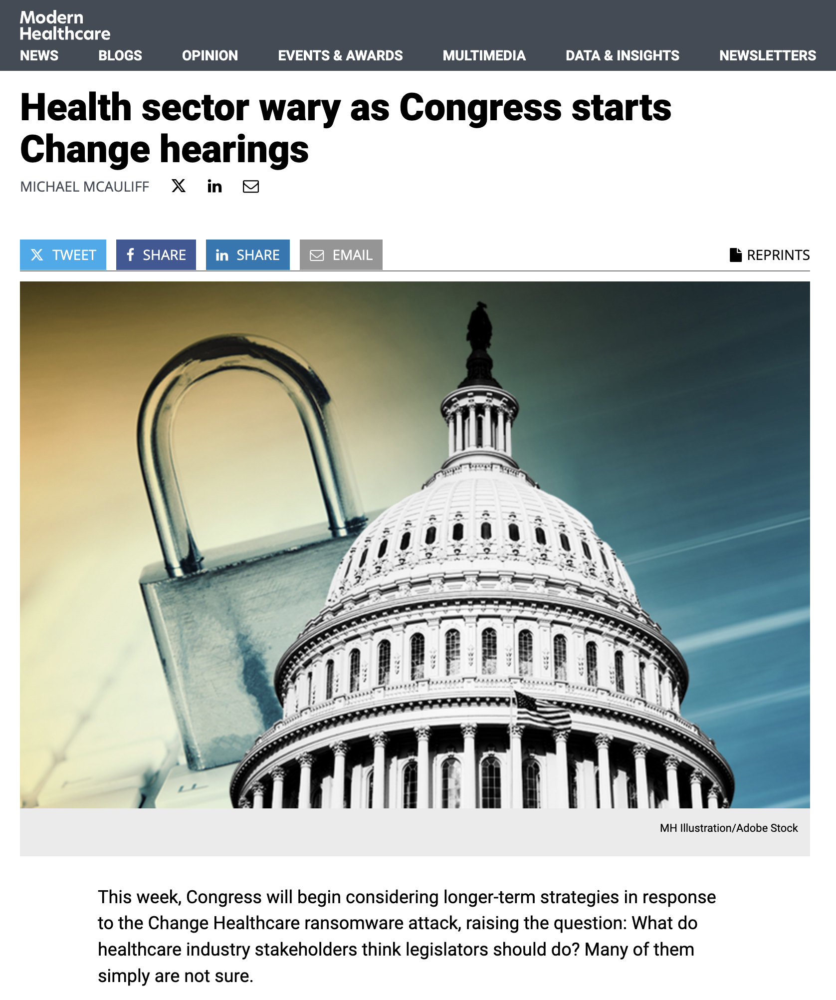 Modern
Healthcare
NEWS BLOGS OPINION EVENTS & AWARDS MULTIMEDIA DATA & INSIGHTS NEWSLETTERS
Health sector wary as Congress starts
Change hearings
MICHAEL MCAULIFF
TWEET SHARE SHARE EMAIL REPRINTS
MH Illustration/Adobe Stock
This week, Congress will begin considering longer-term strategies in response
to the Change Healthcare ransomware attack, raising the question: What do
healthcare industry stakeholders think legislators should do? Many of them
simply are not sure.